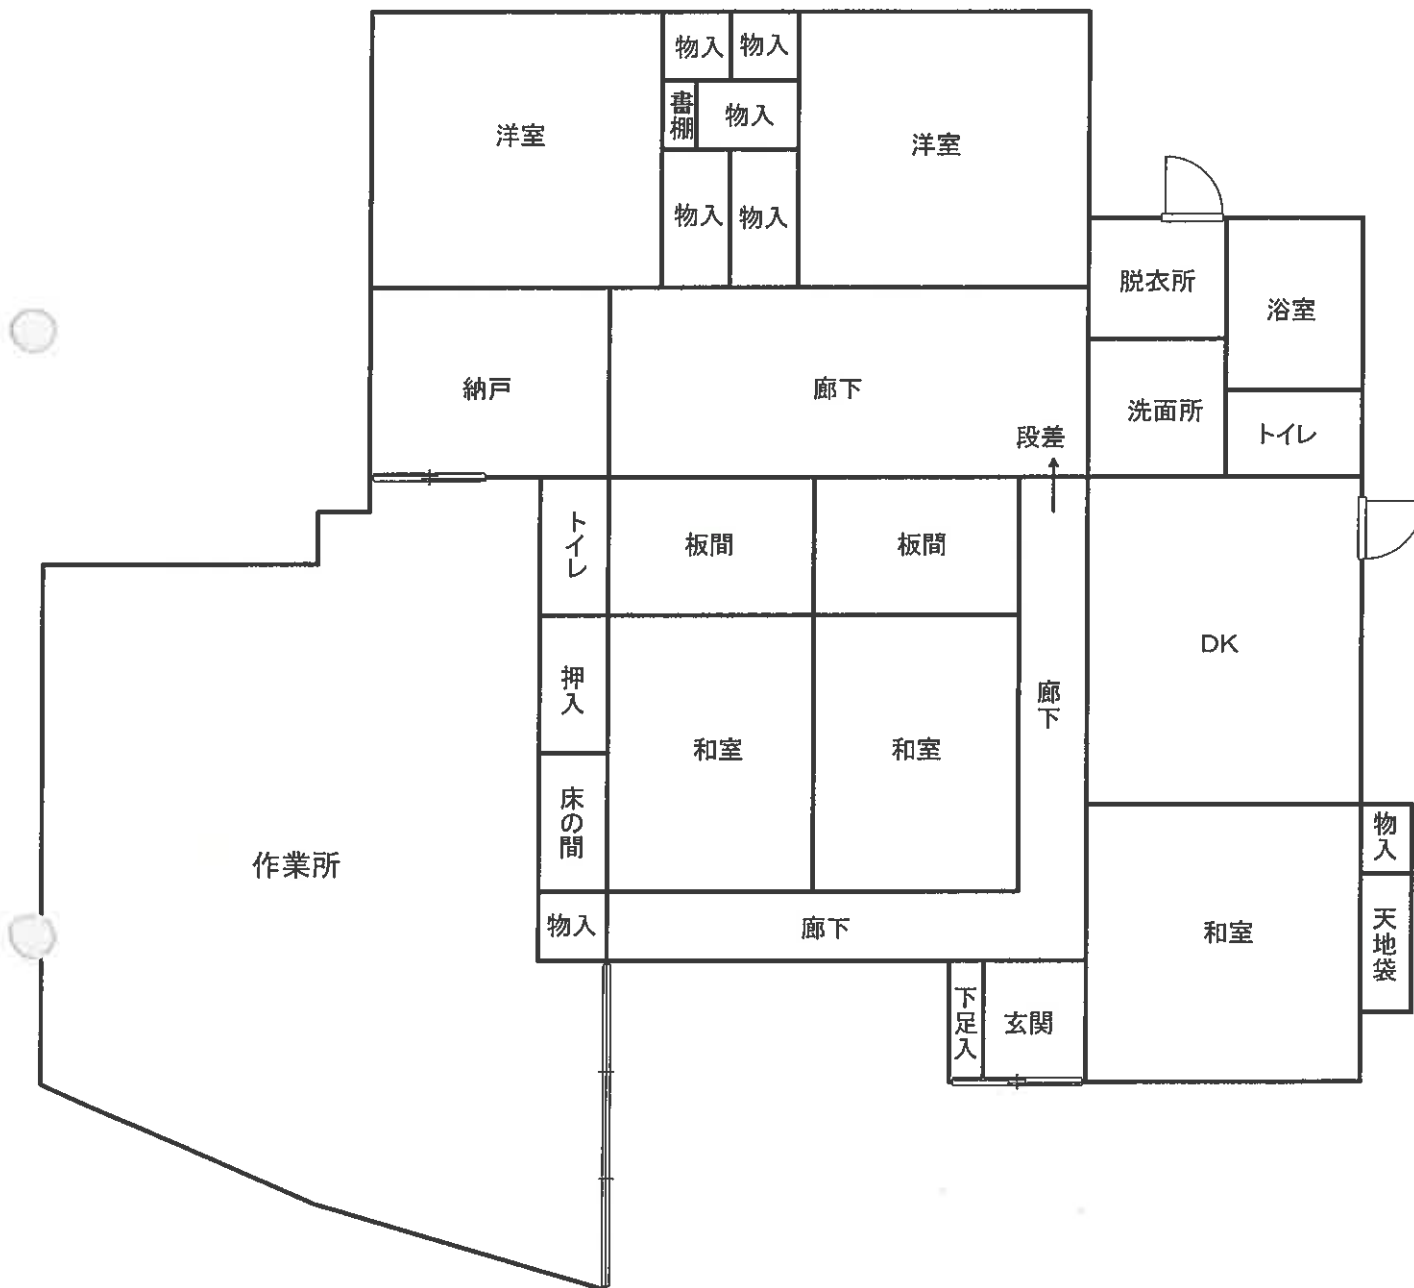 物入
物入
洋室
書棚
物入
洋室
物入
物入
脱衣所
浴室
納戸
廊下
洗面所
トイレ
段差
トイレ
板間
板間
DK
押入
和室
和室
廊下
床の間
物入
作業所
物入
廊下
和室
天地袋
下足入
玄関